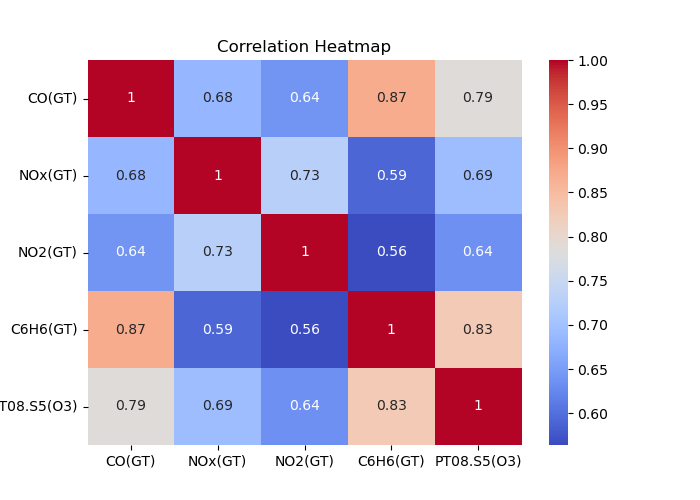 Correlation Heatmap
CO(GT) 1 0.68 0.64 0.87 0.79
NOx(GT) 0.68 1 0.73 0.59 0.69
NO2(GT) 0.64 0.73 1 0.56 0.64
C6H6(GT) 0.87 0.59 0.56 1 0.83
T08.S5(O3) 0.79 0.69 0.64 0.83 1
CO(GT) NOx(GT) NO2(GT) C6H6(GT) PT08.S5(O3)
1.00
0.95
0.90
0.85
0.80
0.75
0.70
0.65
0.60